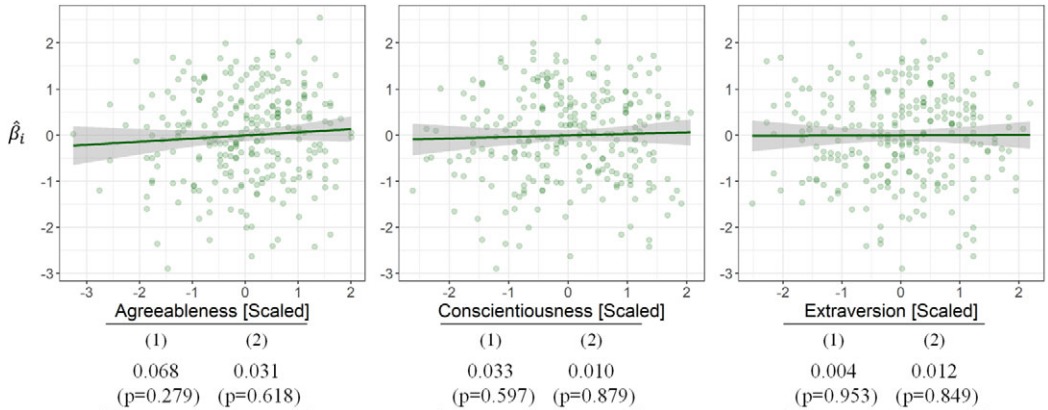 2 2 2
1 1 1
β̂ᵢ 0 0 0
-1 -1 -1
-2 -2 -2
-3 -3 -3
-3 -2 -1 0 1 2 -2 -1 0 1 2 -2 -1 0 1 2
Agreeableness [Scaled] Conscientiousness [Scaled] Extraversion [Scaled]
(1) (2) (1) (2) (1) (2)
0.068 0.031 0.033 0.010 0.004 0.012
(p=0.279) (p=0.618) (p=0.597) (p=0.879) (p=0.953) (p=0.849)